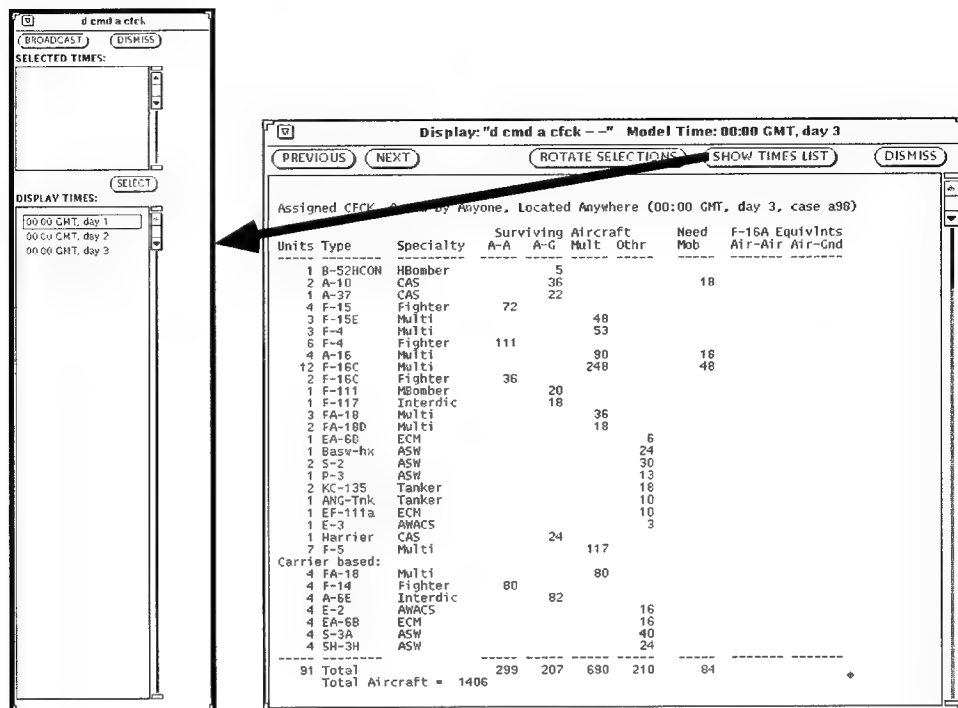 d cmd a cfck
BROADCAST DISMISS
SELECTED TIMES:
SELECT
DISPLAY TIMES:
00:00 GMT, day 1
00:00 GMT, day 2
00:00 GMT, day 3
Display: "d cmd a cfck – –" Model Time: 00:00 GMT, day 3
PREVIOUS NEXT ROTATE SELECTIONS SHOW TIMES LIST DISMISS
Assigned CFCK, by Anyone, Located Anywhere (00:00 GMT, day 3, case a98)
Surviving Aircraft Need F-16A Equivlnts
Units Type Specialty A-A A-G Mult Othr Mob Air-Air Air-Gnd
----- -------- --------- ----- ---- ----- ---- ----- ------- -------
1 B-52HCON HBomber 5
2 A-10 CAS 36 18
1 A-37 CAS 22
4 F-15 Fighter 72
3 F-15E Multi 48
3 F-4 Multi 53
6 F-4 Fighter 111
4 A-16 Multi 90 18
12 F-16C Multi 248 48
2 F-16C Fighter 36
1 F-111 MBomber 20
1 F-117 Interdic 18
3 FA-18 Multi 36
2 FA-18D Multi 18
1 EA-6B ECM 6
1 Basw-hx ASW 24
2 S-2 ASW 30
1 P-3 ASW 13
2 KC-135 Tanker 18
1 ANG-Tnk Tanker 10
1 EF-111a ECM 10
1 E-3 AWACS 3
1 Harrier CAS 24
7 F-5 Multi 117
Carrier based:
4 FA-18 Multi 80
4 F-14 Fighter 80
4 A-6E Interdic 82
4 E-2 AWACS 16
4 EA-6B ECM 16
4 S-3A ASW 40
4 SH-3H ASW 24
----- -------- ----- ---- ----- ---- ----- ------- -------
91 Total 299 207 690 210 84
Total Aircraft = 1406